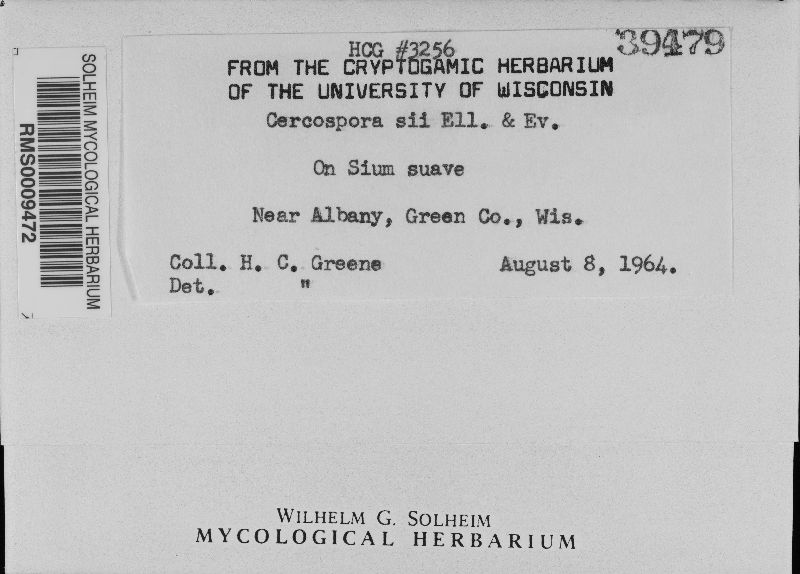 39479
HCG #3256
FROM THE CRYPTOGAMIC HERBARIUM
OF THE UNIVERSITY OF WISCONSIN
Cercospora sii Ell. & Ev.
On Sium suave
Near Albany, Green Co., Wis.
Coll. H. C. Greene August 8, 1964.
Det. "
SOLHEIM MYCOLOGICAL HERBARIUM
RMS0009472
WILHELM G. SOLHEIM
MYCOLOGICAL HERBARIUM